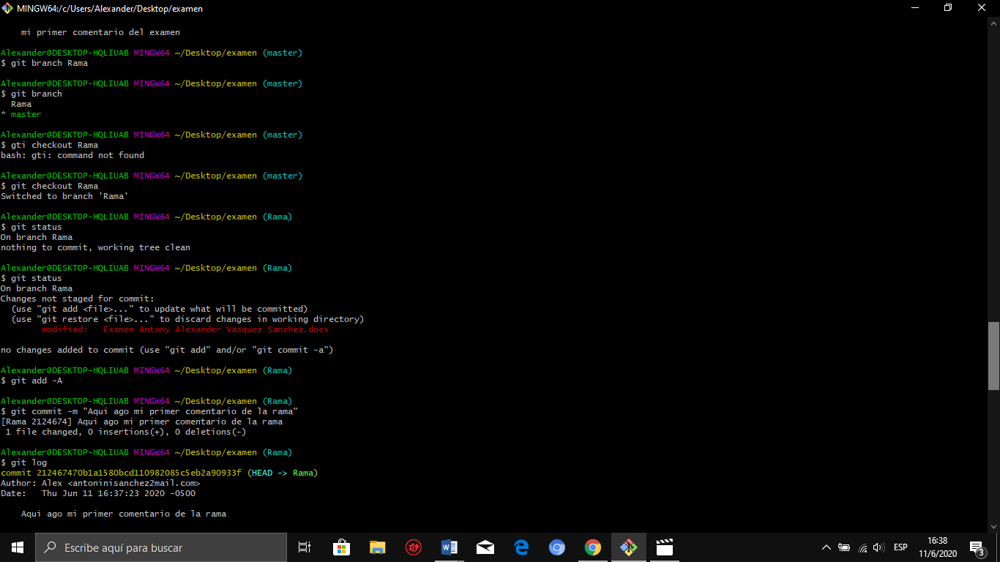 MINGW64:/c/Users/Alexander/Desktop/examen
mi primer comentario del examen
Alexander@DESKTOP-HQLIUAB MINGW64 ~/Desktop/examen (master)
$ git branch Rama
Alexander@DESKTOP-HQLIUAB MINGW64 ~/Desktop/examen (master)
$ git branch
Rama
* master
Alexander@DESKTOP-HQLIUAB MINGW64 ~/Desktop/examen (master)
$ gti checkout Rama
bash: gti: command not found
Alexander@DESKTOP-HQLIUAB MINGW64 ~/Desktop/examen (master)
$ git checkout Rama
Switched to branch 'Rama'
Alexander@DESKTOP-HQLIUAB MINGW64 ~/Desktop/examen (Rama)
$ git status
On branch Rama
nothing to commit, working tree clean
Alexander@DESKTOP-HQLIUAB MINGW64 ~/Desktop/examen (Rama)
$ git status
On branch Rama
Changes not staged for commit:
(use "git add <file>..." to update what will be committed)
(use "git restore <file>..." to discard changes in working directory)
modified:   Examen Antony Alexander Vasquez Sanchez.docx
no changes added to commit (use "git add" and/or "git commit -a")
Alexander@DESKTOP-HQLIUAB MINGW64 ~/Desktop/examen (Rama)
$ git add -A
Alexander@DESKTOP-HQLIUAB MINGW64 ~/Desktop/examen (Rama)
$ git commit -m "Aqui ago mi primer comentario de la rama"
[Rama 2124674] Aqui ago mi primer comentario de la rama
1 file changed, 0 insertions(+), 0 deletions(-)
Alexander@DESKTOP-HQLIUAB MINGW64 ~/Desktop/examen (Rama)
$ git log
commit 212467470b1a1580bcd110982085c5eb2a90933f (HEAD -> Rama)
Author: Alex <antoninisanchez2mail.com>
Date:   Thu Jun 11 16:37:23 2020 -0500
Aqui ago mi primer comentario de la rama
Escribe aquí para buscar
ESP
16:38
11/6/2020
3